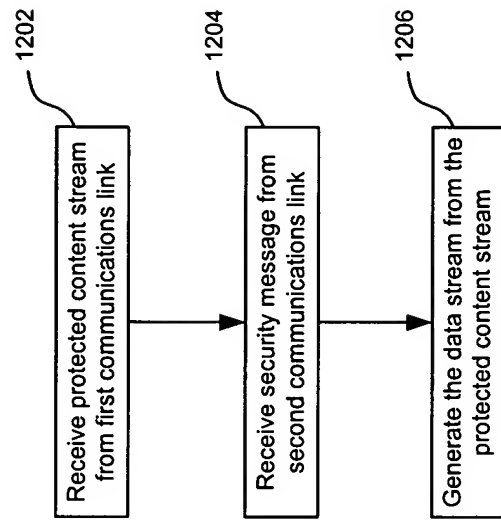 1202
Receive protected content stream
from first communications link
1204
Receive security message from
second communications link
1206
Generate the data stream from the
protected content stream